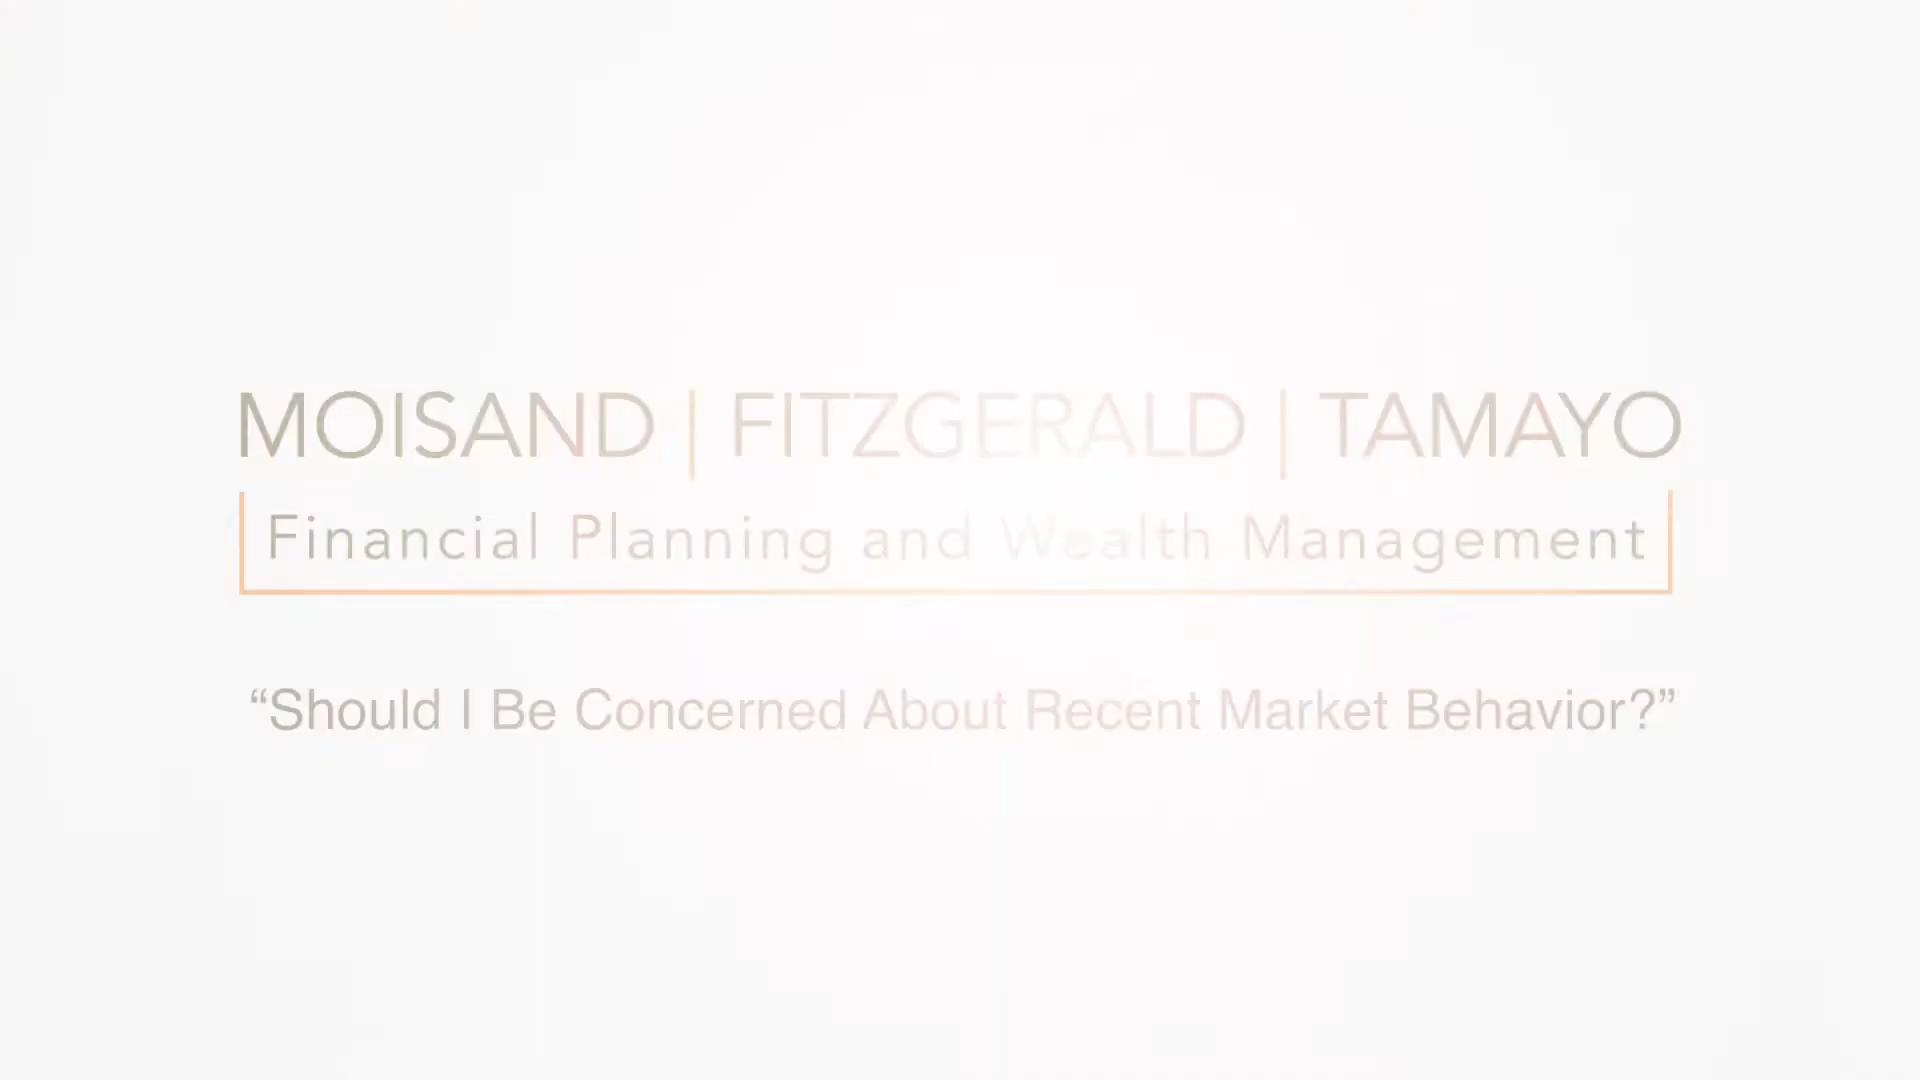 MOISAND | FITZGERALD | TAMAYO
Financial Planning and Wealth Management
“Should I Be Concerned About Recent Market Behavior?”